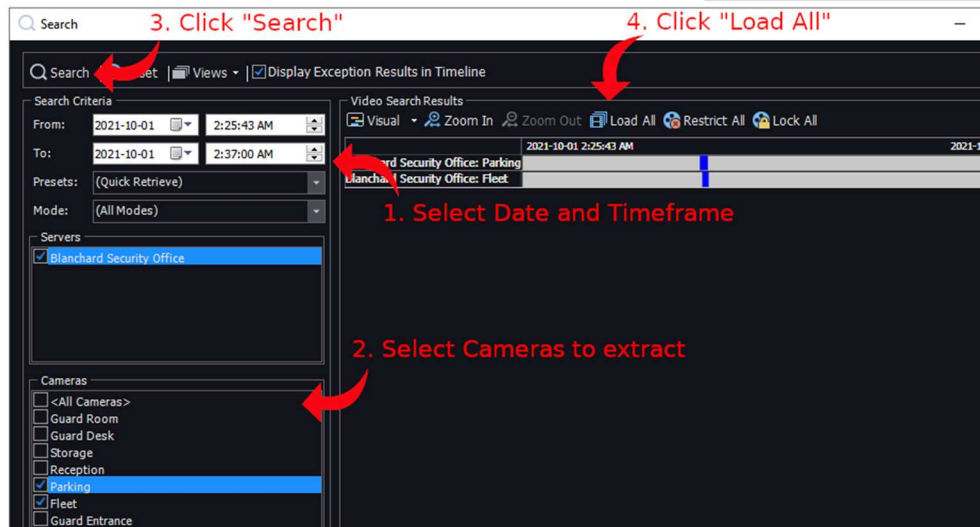 Search
3. Click "Search"
4. Click "Load All"
Search
Views
Display Exception Results in Timeline
Search Criteria
From:
2021-10-01
2:25:43 AM
To:
2021-10-01
2:37:00 AM
Presets:
(Quick Retrieve)
Mode:
(All Modes)
Servers
Blanchard Security Office
Cameras
<All Cameras>
Guard Room
Guard Desk
Storage
Reception
Parking
Fleet
Guard Entrance
Video Search Results
Visual
Zoom In
Zoom Out
Load All
Restrict All
Lock All
2021-10-01 2:25:43 AM
Security Office: Parking
Security Office: Fleet
1. Select Date and Timeframe
2. Select Cameras to extract